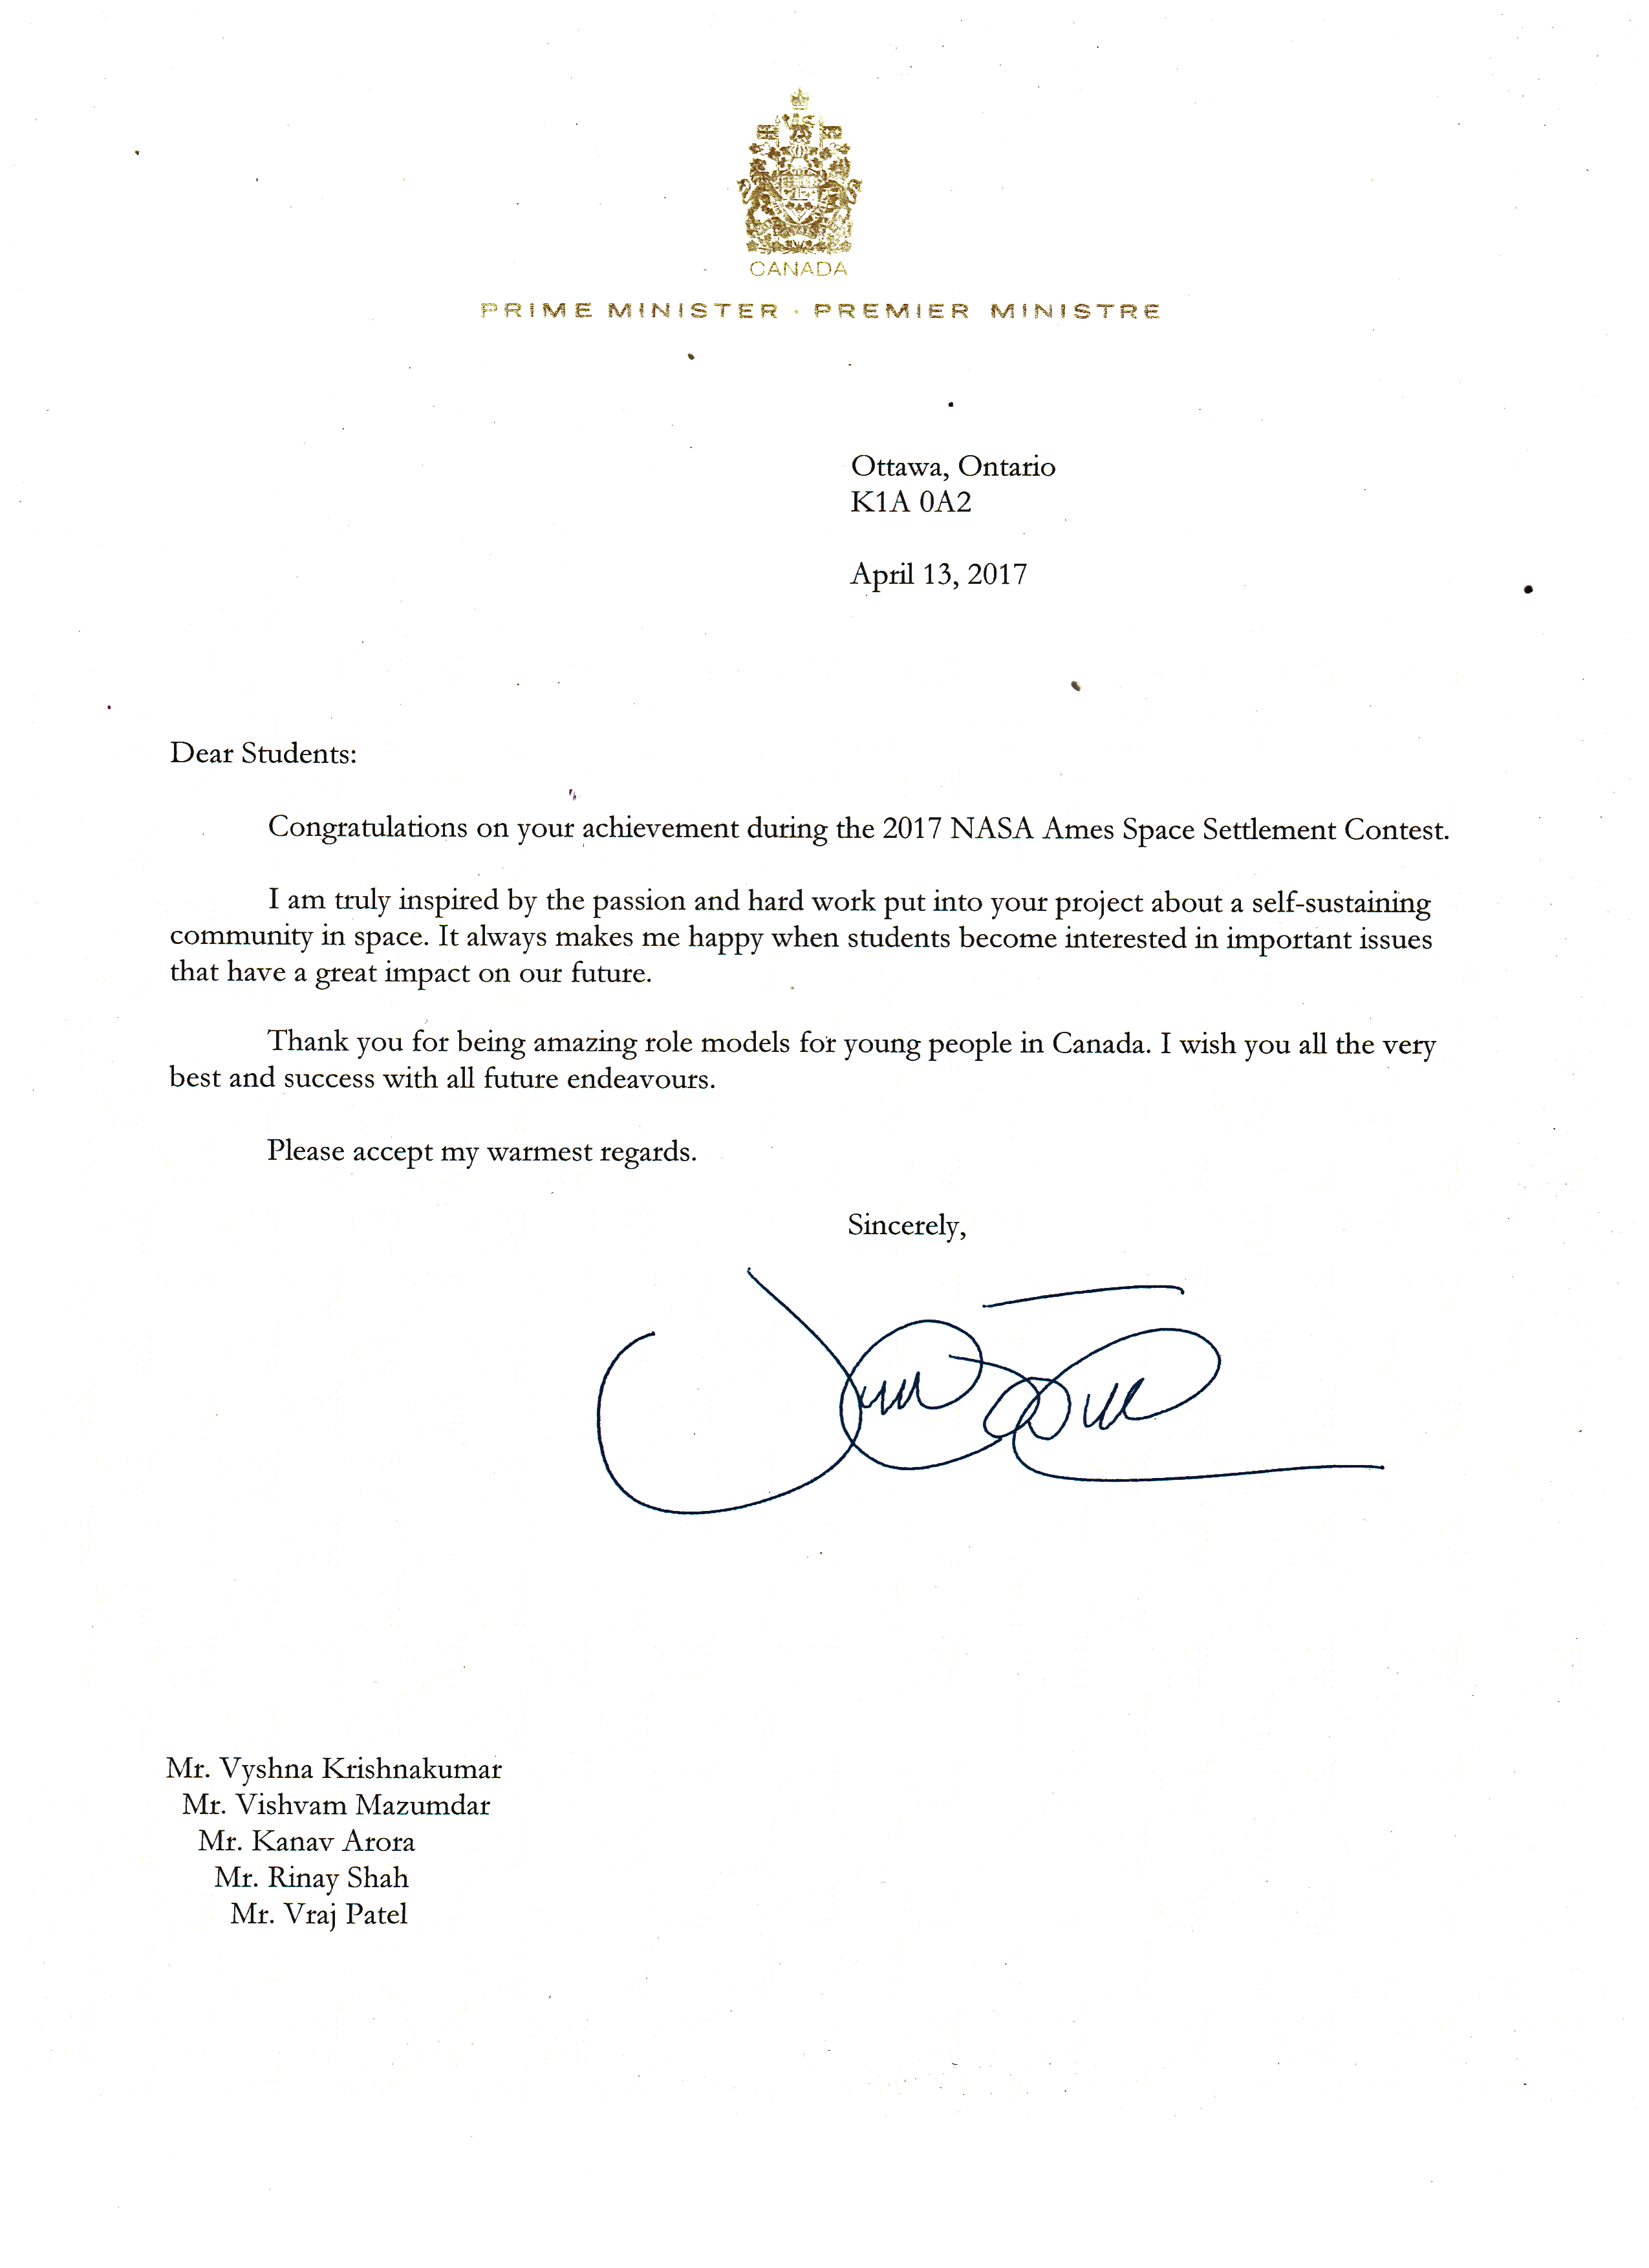 CANADA
PRIME MINISTER · PREMIER MINISTRE
Ottawa, Ontario
K1A 0A2
April 13, 2017
Dear Students:
Congratulations on your achievement during the 2017 NASA Ames Space Settlement Contest.
I am truly inspired by the passion and hard work put into your project about a self-sustaining
community in space. It always makes me happy when students become interested in important issues
that have a great impact on our future.
Thank you for being amazing role models for young people in Canada. I wish you all the very
best and success with all future endeavours.
Please accept my warmest regards.
Sincerely,
Mr. Vyshna Krishnakumar
Mr. Vishvam Mazumdar
Mr. Kanav Arora
Mr. Rinay Shah
Mr. Vraj Patel